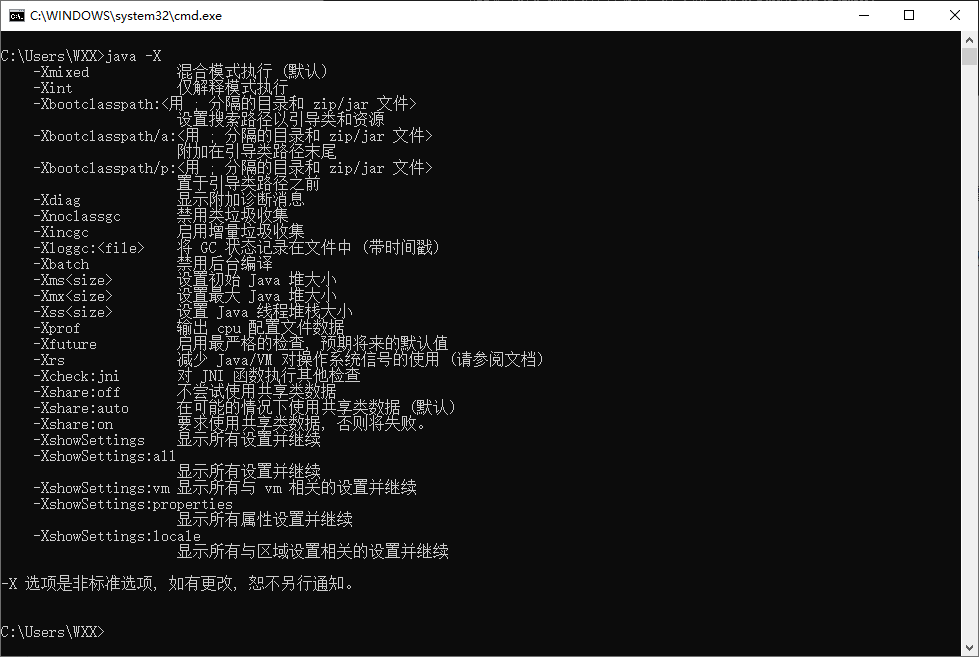 C:\WINDOWS\system32\cmd.exe
C:\Users\WXX>java -X
-Xmixed 混合模式执行 (默认)
-Xint 仅解释模式执行
-Xbootclasspath:<用 ; 分隔的目录和 zip/jar 文件>
设置搜索路径以引导类和资源
-Xbootclasspath/a:<用 ; 分隔的目录和 zip/jar 文件>
附加在引导类路径末尾
-Xbootclasspath/p:<用 ; 分隔的目录和 zip/jar 文件>
置于引导类路径之前
-Xdiag 显示附加诊断消息
-Xnoclassgc 禁用类垃圾收集
-Xincgc 启用增量垃圾收集
-Xloggc:<file> 将 GC 状态记录在文件中 (带时间戳)
-Xbatch 禁用后台编译
-Xms<size> 设置初始 Java 堆大小
-Xmx<size> 设置最大 Java 堆大小
-Xss<size> 设置 Java 线程堆栈大小
-Xprof 输出 cpu 配置文件数据
-Xfuture 启用最严格的检查, 预期将来的默认值
-Xrs 减少 Java/VM 对操作系统信号的使用 (请参阅文档)
-Xcheck:jni 对 JNI 函数执行其他检查
-Xshare:off 不尝试使用共享类数据
-Xshare:auto 在可能的情况下使用共享类数据 (默认)
-Xshare:on 要求使用共享类数据, 否则将失败。
-XshowSettings 显示所有设置并继续
-XshowSettings:all
显示所有设置并继续
-XshowSettings:vm 显示所有与 vm 相关的设置并继续
-XshowSettings:properties
显示所有属性设置并继续
-XshowSettings:locale
显示所有与区域设置相关的设置并继续
-X 选项是非标准选项, 如有更改, 恕不另行通知。
C:\Users\WXX>